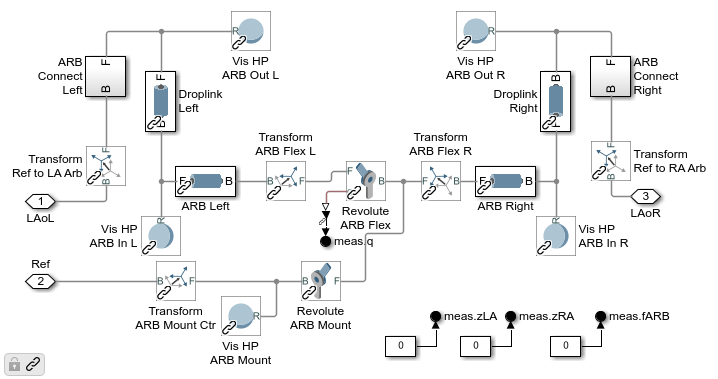 R
Vis HP
ARB Out L
R
Vis HP
ARB Out R
ARB
Connect
Left
F
B
F
B
Droplink
Left
Droplink
Right
B
F
F
B
ARB
Connect
Right
Transform
Ref to LA Arb
F
B
Transform
ARB Flex L
Transform
ARB Flex R
F
B
Transform
Ref to RA Arb
1
LAoL
F
B
ARB Left
B
F
F
B
Revolute
ARB Flex
F
B
F
B
ARB Right
3
LAoR
R
Vis HP
ARB In L
meas.q
R
Vis HP
ARB In R
Ref
2
B
F
Transform
ARB Mount Ctr
B
F
Revolute
ARB Mount
R
Vis HP
ARB Mount
meas.zLA
meas.zRA
meas.fARB
0
0
0